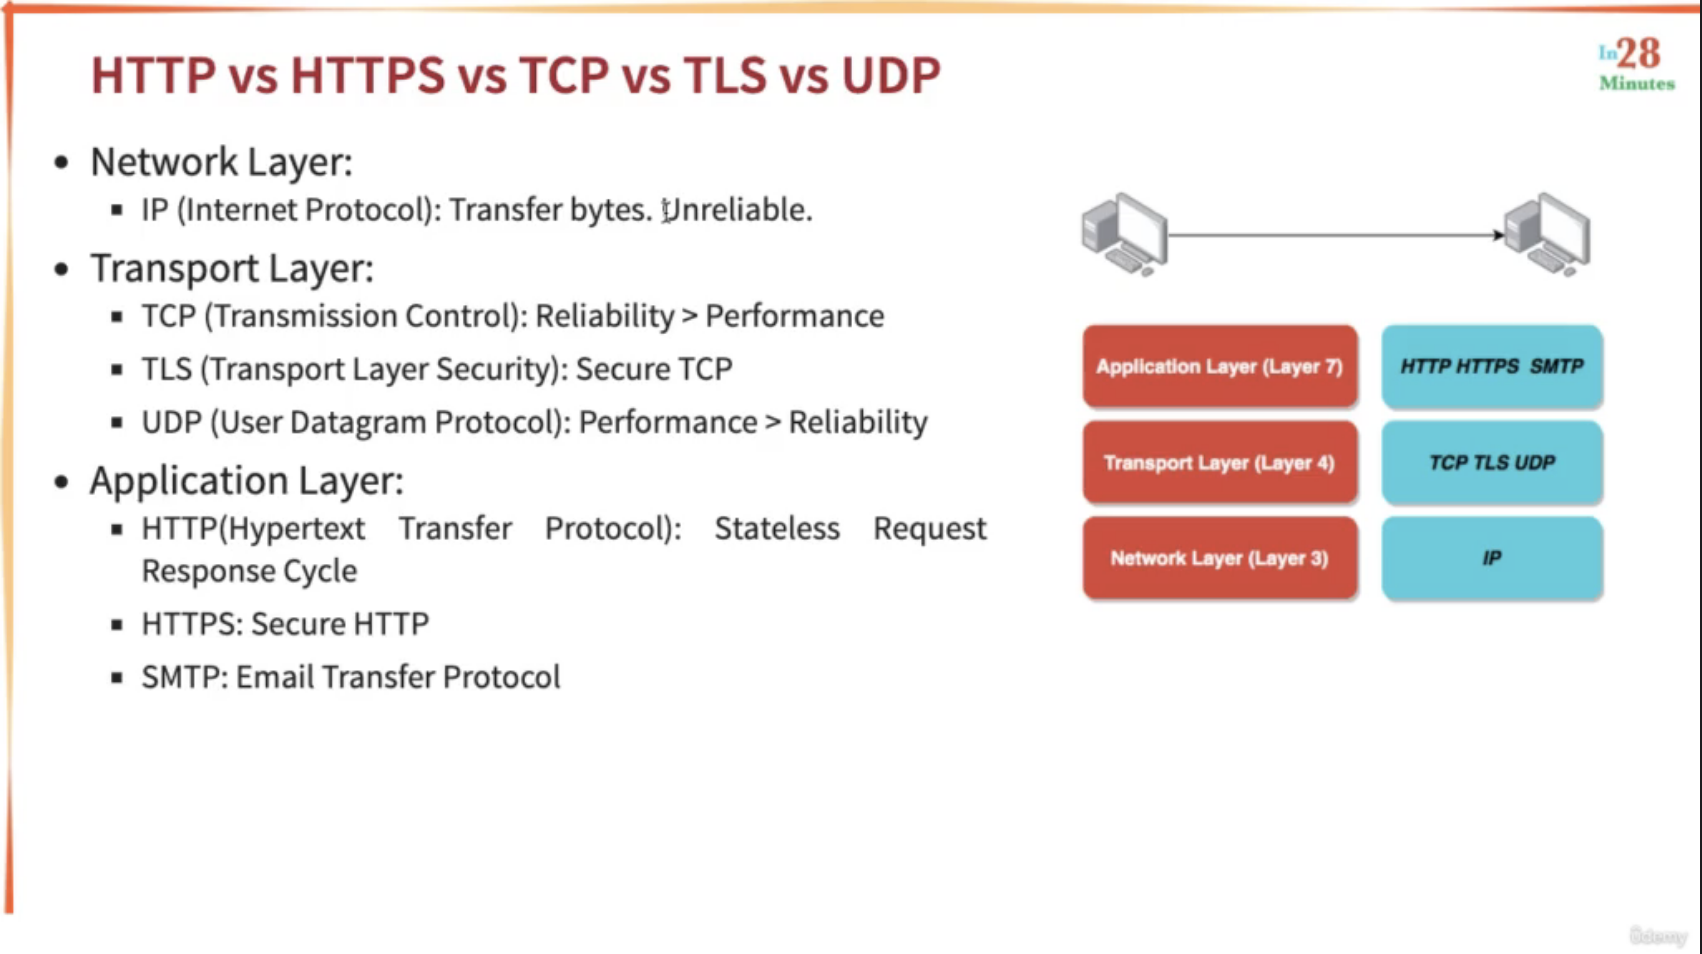 HTTP vs HTTPS vs TCP vs TLS vs UDP
In28
Minutes
• Network Layer:
▪ IP (Internet Protocol): Transfer bytes. Unreliable.
• Transport Layer:
▪ TCP (Transmission Control): Reliability > Performance
▪ TLS (Transport Layer Security): Secure TCP
▪ UDP (User Datagram Protocol): Performance > Reliability
• Application Layer:
▪ HTTP(Hypertext Transfer Protocol): Stateless Request
Response Cycle
▪ HTTPS: Secure HTTP
▪ SMTP: Email Transfer Protocol
Application Layer (Layer 7)
HTTP HTTPS SMTP
Transport Layer (Layer 4)
TCP TLS UDP
Network Layer (Layer 3)
IP
ûdemy